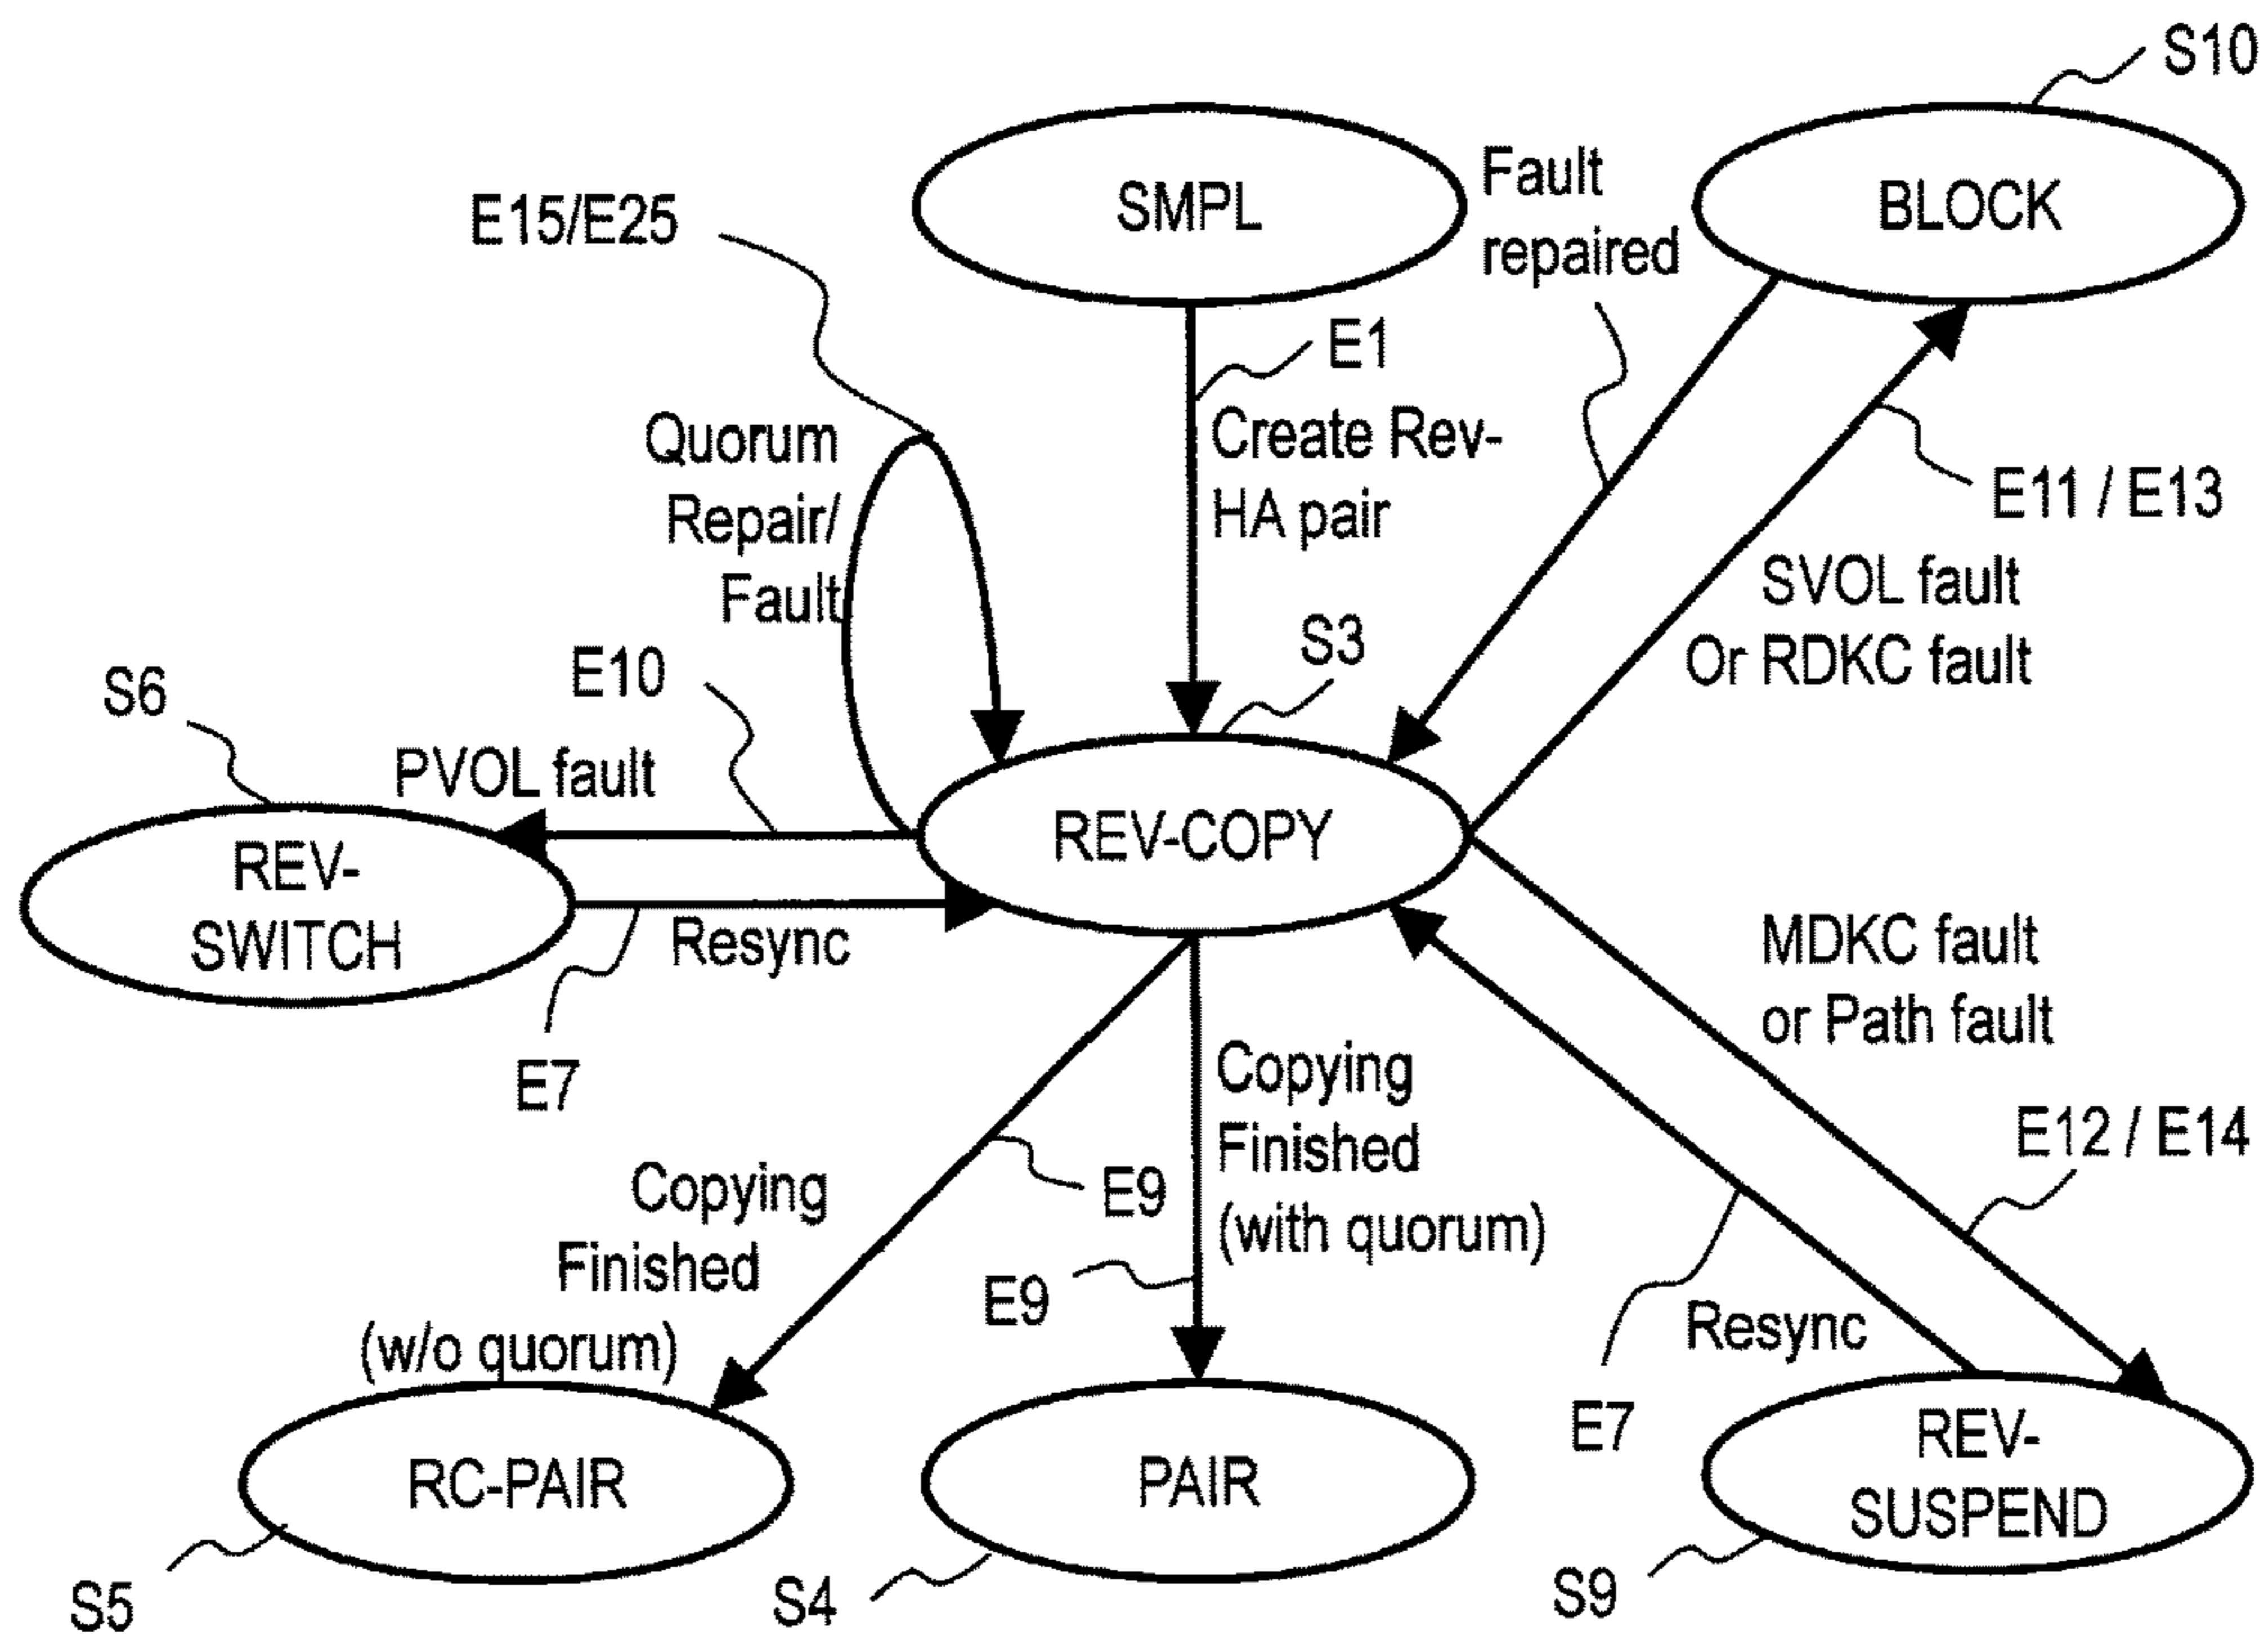 S10
SMPL
Fault
repaired
BLOCK
E15/E25
E1
Quorum
Repair/
Fault
Create Rev-
HA pair
E11 / E13
SVOL fault
Or RDKC fault
S3
E10
S6
PVOL fault
REV-COPY
REV-
SWITCH
Resync
E7
MDKC fault
or Path fault
Copying
Finished
(with quorum)
E12 / E14
Copying
Finished
(w/o quorum)
E9
E9
Resync
E7
RC-PAIR
PAIR
REV-
SUSPEND
S5
S4
S9